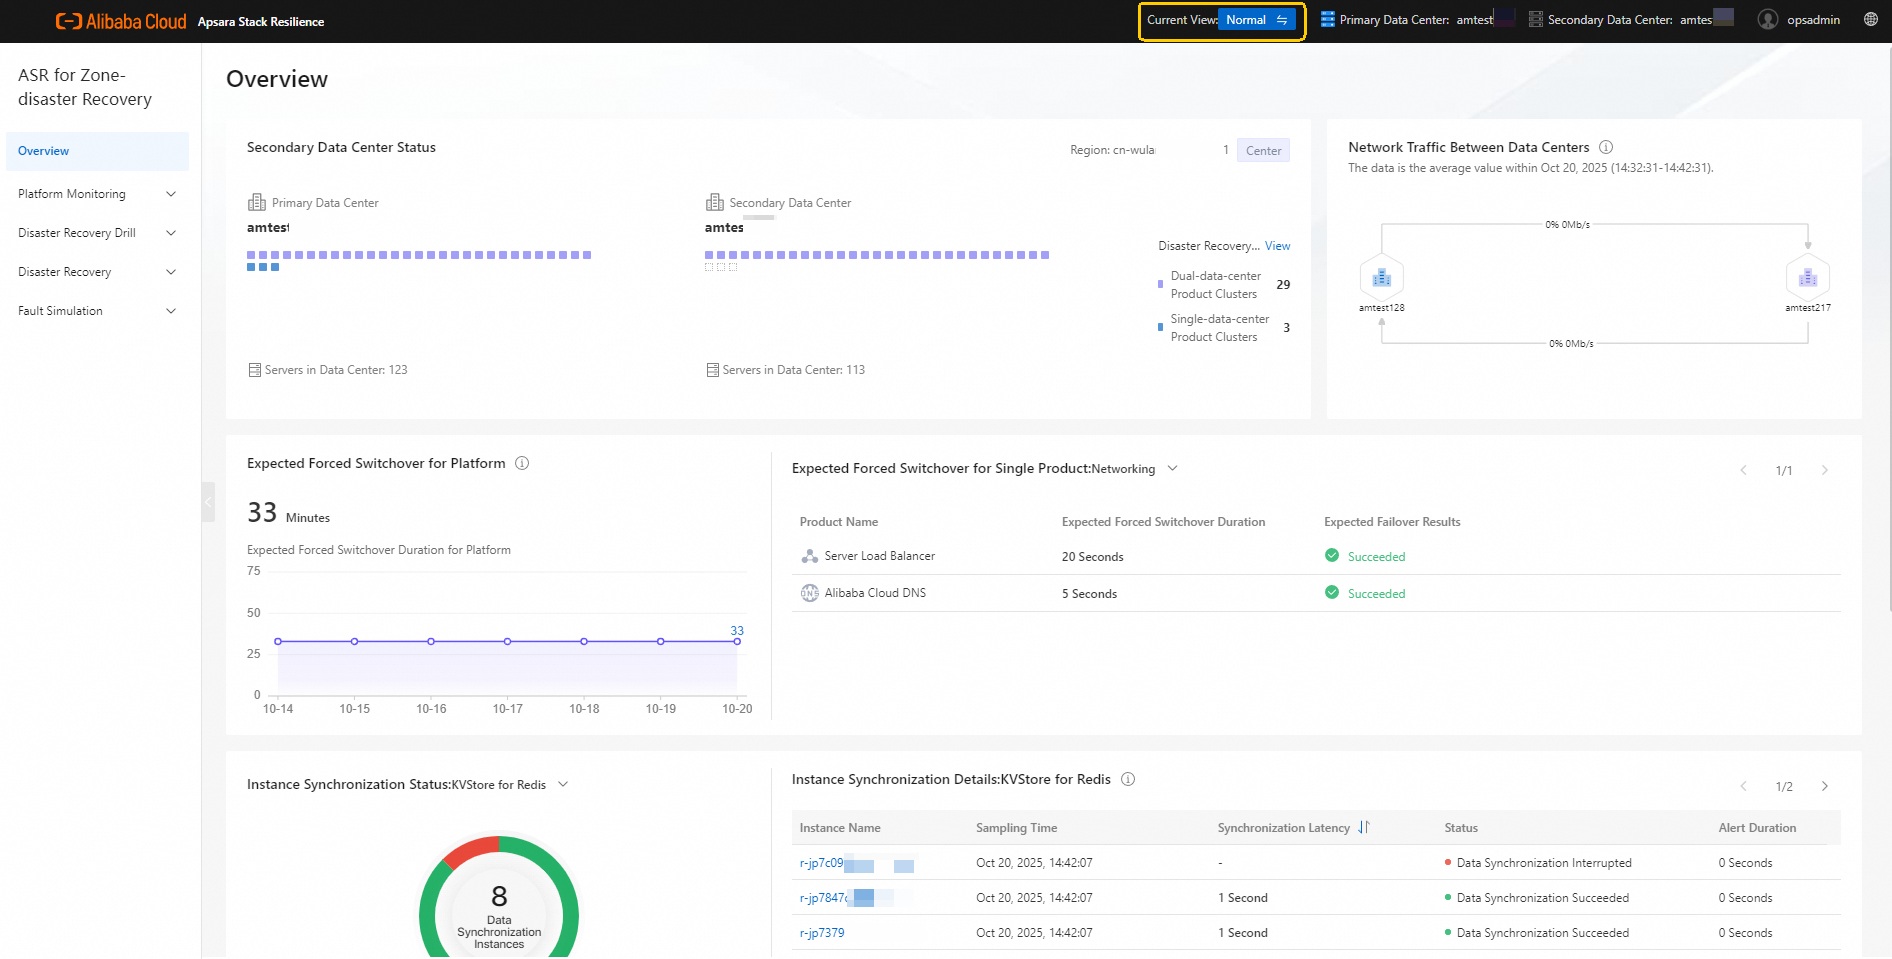 Alibaba Cloud Apsara Stack Resilience
Current View: Normal
Primary Data Center: amtest
Secondary Data Center: amtes
opsadmin
ASR for Zone-
disaster Recovery
Overview
Platform Monitoring
Disaster Recovery Drill
Disaster Recovery
Fault Simulation
Overview
Secondary Data Center Status
Region: cn-wula 1 Center
Primary Data Center
amtest
Servers in Data Center: 123
Secondary Data Center
amtes
Servers in Data Center: 113
Disaster Recovery... View
Dual-data-center
Product Clusters 29
Single-data-center
Product Clusters 3
Network Traffic Between Data Centers
The data is the average value within Oct 20, 2025 (14:32:31-14:42:31).
0% 0Mb/s
amtest128
amtest217
0% 0Mb/s
Expected Forced Switchover for Platform
33 Minutes
Expected Forced Switchover Duration for Platform
75
50
33
25
0
10-14 10-15 10-16 10-17 10-18 10-19 10-20
Expected Forced Switchover for Single Product:Networking
1/1
Product Name Expected Forced Switchover Duration Expected Failover Results
Server Load Balancer 20 Seconds Succeeded
DNS Alibaba Cloud DNS 5 Seconds Succeeded
Instance Synchronization Status:KVStore for Redis
8
Data
Synchronization
Instances
Instance Synchronization Details:KVStore for Redis
1/2
Instance Name Sampling Time Synchronization Latency Status Alert Duration
r-jp7c09 Oct 20, 2025, 14:42:07 - Data Synchronization Interrupted 0 Seconds
r-jp7847 Oct 20, 2025, 14:42:07 1 Second Data Synchronization Succeeded 0 Seconds
r-jp7379 Oct 20, 2025, 14:42:07 1 Second Data Synchronization Succeeded 0 Seconds